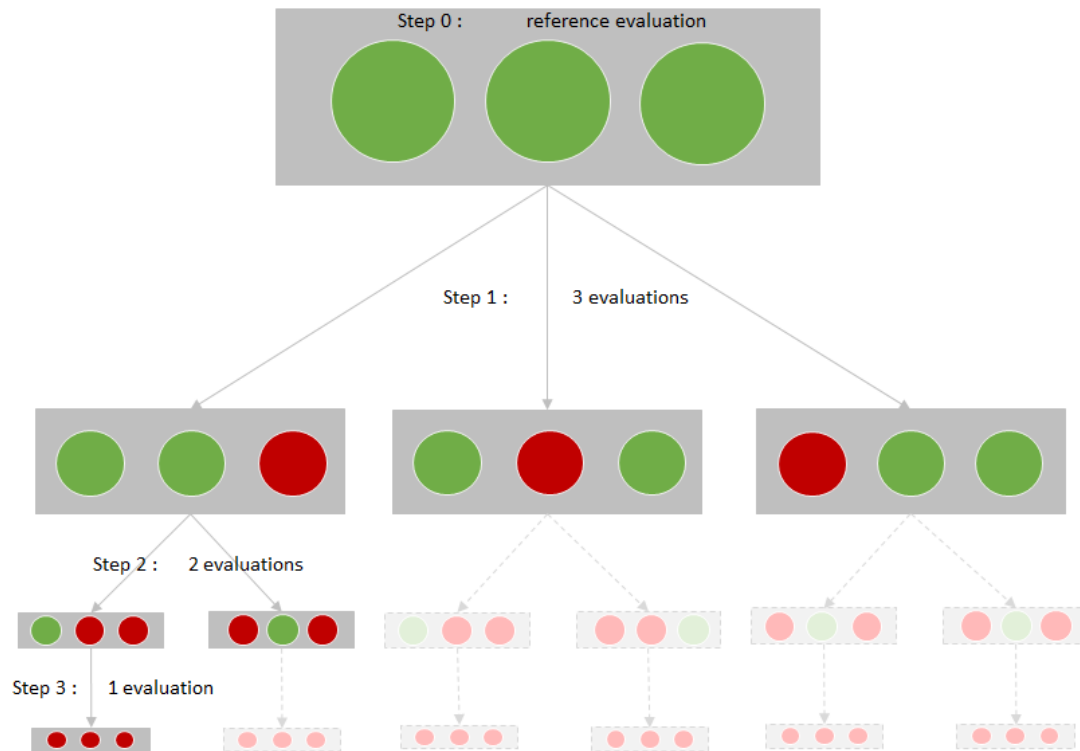 Step 0 : reference evaluation
Step 1 : 3 evaluations
Step 2 : 2 evaluations
Step 3 : 1 evaluation